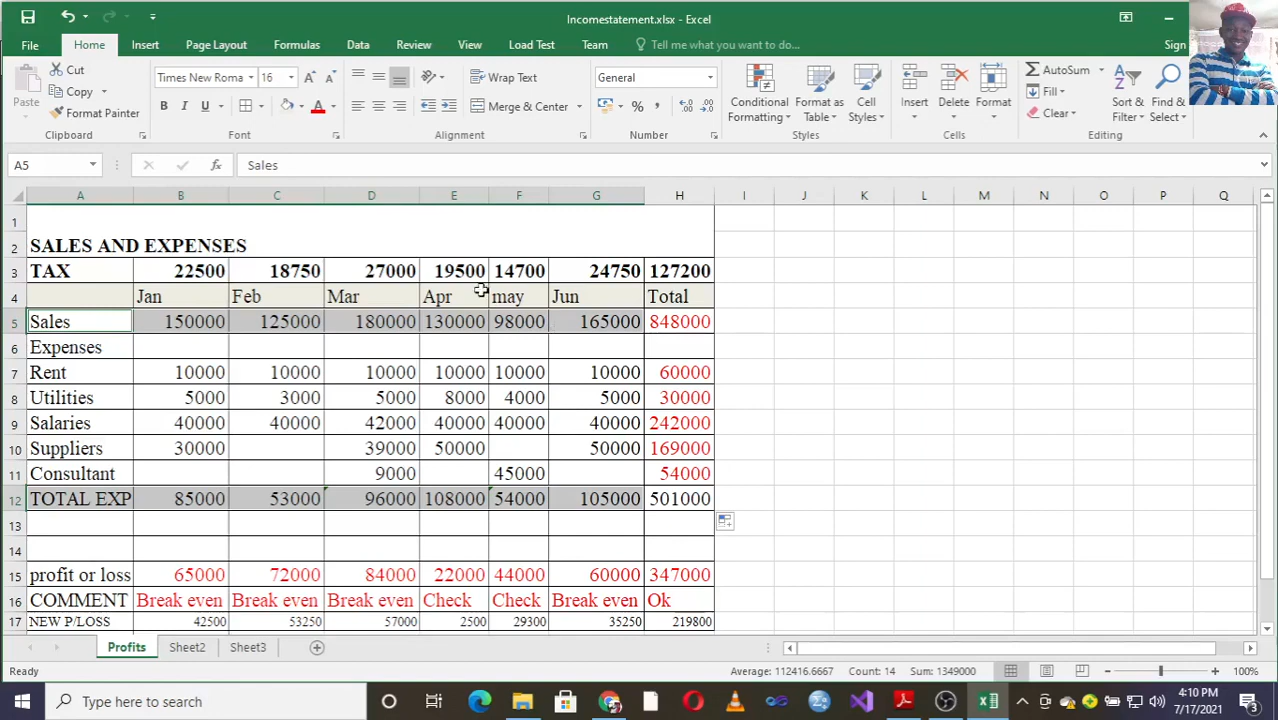 Incomestatement.xlsx - Excel
File Home Insert Page Layout Formulas Data Review View Load Test Team Tell me what you want to do... Sign
Paste Cut Copy Format Painter
Times New Roma 16
B I U A
Wrap Text
Merge & Center
General
% ,
Conditional Formatting Format as Table Cell Styles
Insert Delete Format
AutoSum Fill Clear
Sort & Filter Find & Select
Clipboard Font Alignment Number Styles Cells Editing
A5 fx Sales
A B C D E F G H I J K L M N O P Q
1
2 SALES AND EXPENSES
3 TAX 22500 18750 27000 19500 14700 24750 127200
4 Jan Feb Mar Apr may Jun Total
5 Sales 150000 125000 180000 130000 98000 165000 848000
6 Expenses
7 Rent 10000 10000 10000 10000 10000 10000 60000
8 Utilities 5000 3000 5000 8000 4000 5000 30000
9 Salaries 40000 40000 42000 40000 40000 40000 242000
10 Suppliers 30000 39000 50000 50000 169000
11 Consultant 9000 45000 54000
12 TOTAL EXP 85000 53000 96000 108000 54000 105000 501000
13
14
15 profit or loss 65000 72000 84000 22000 44000 60000 347000
16 COMMENT Break even Break even Break even Check Check Break even Ok
17 NEW P/LOSS 42500 53250 57000 2500 29300 35250 219800
Profits Sheet2 Sheet3
Ready Average: 112416.6667 Count: 14 Sum: 1349000 100%
Type here to search
4:10 PM
7/17/2021
3